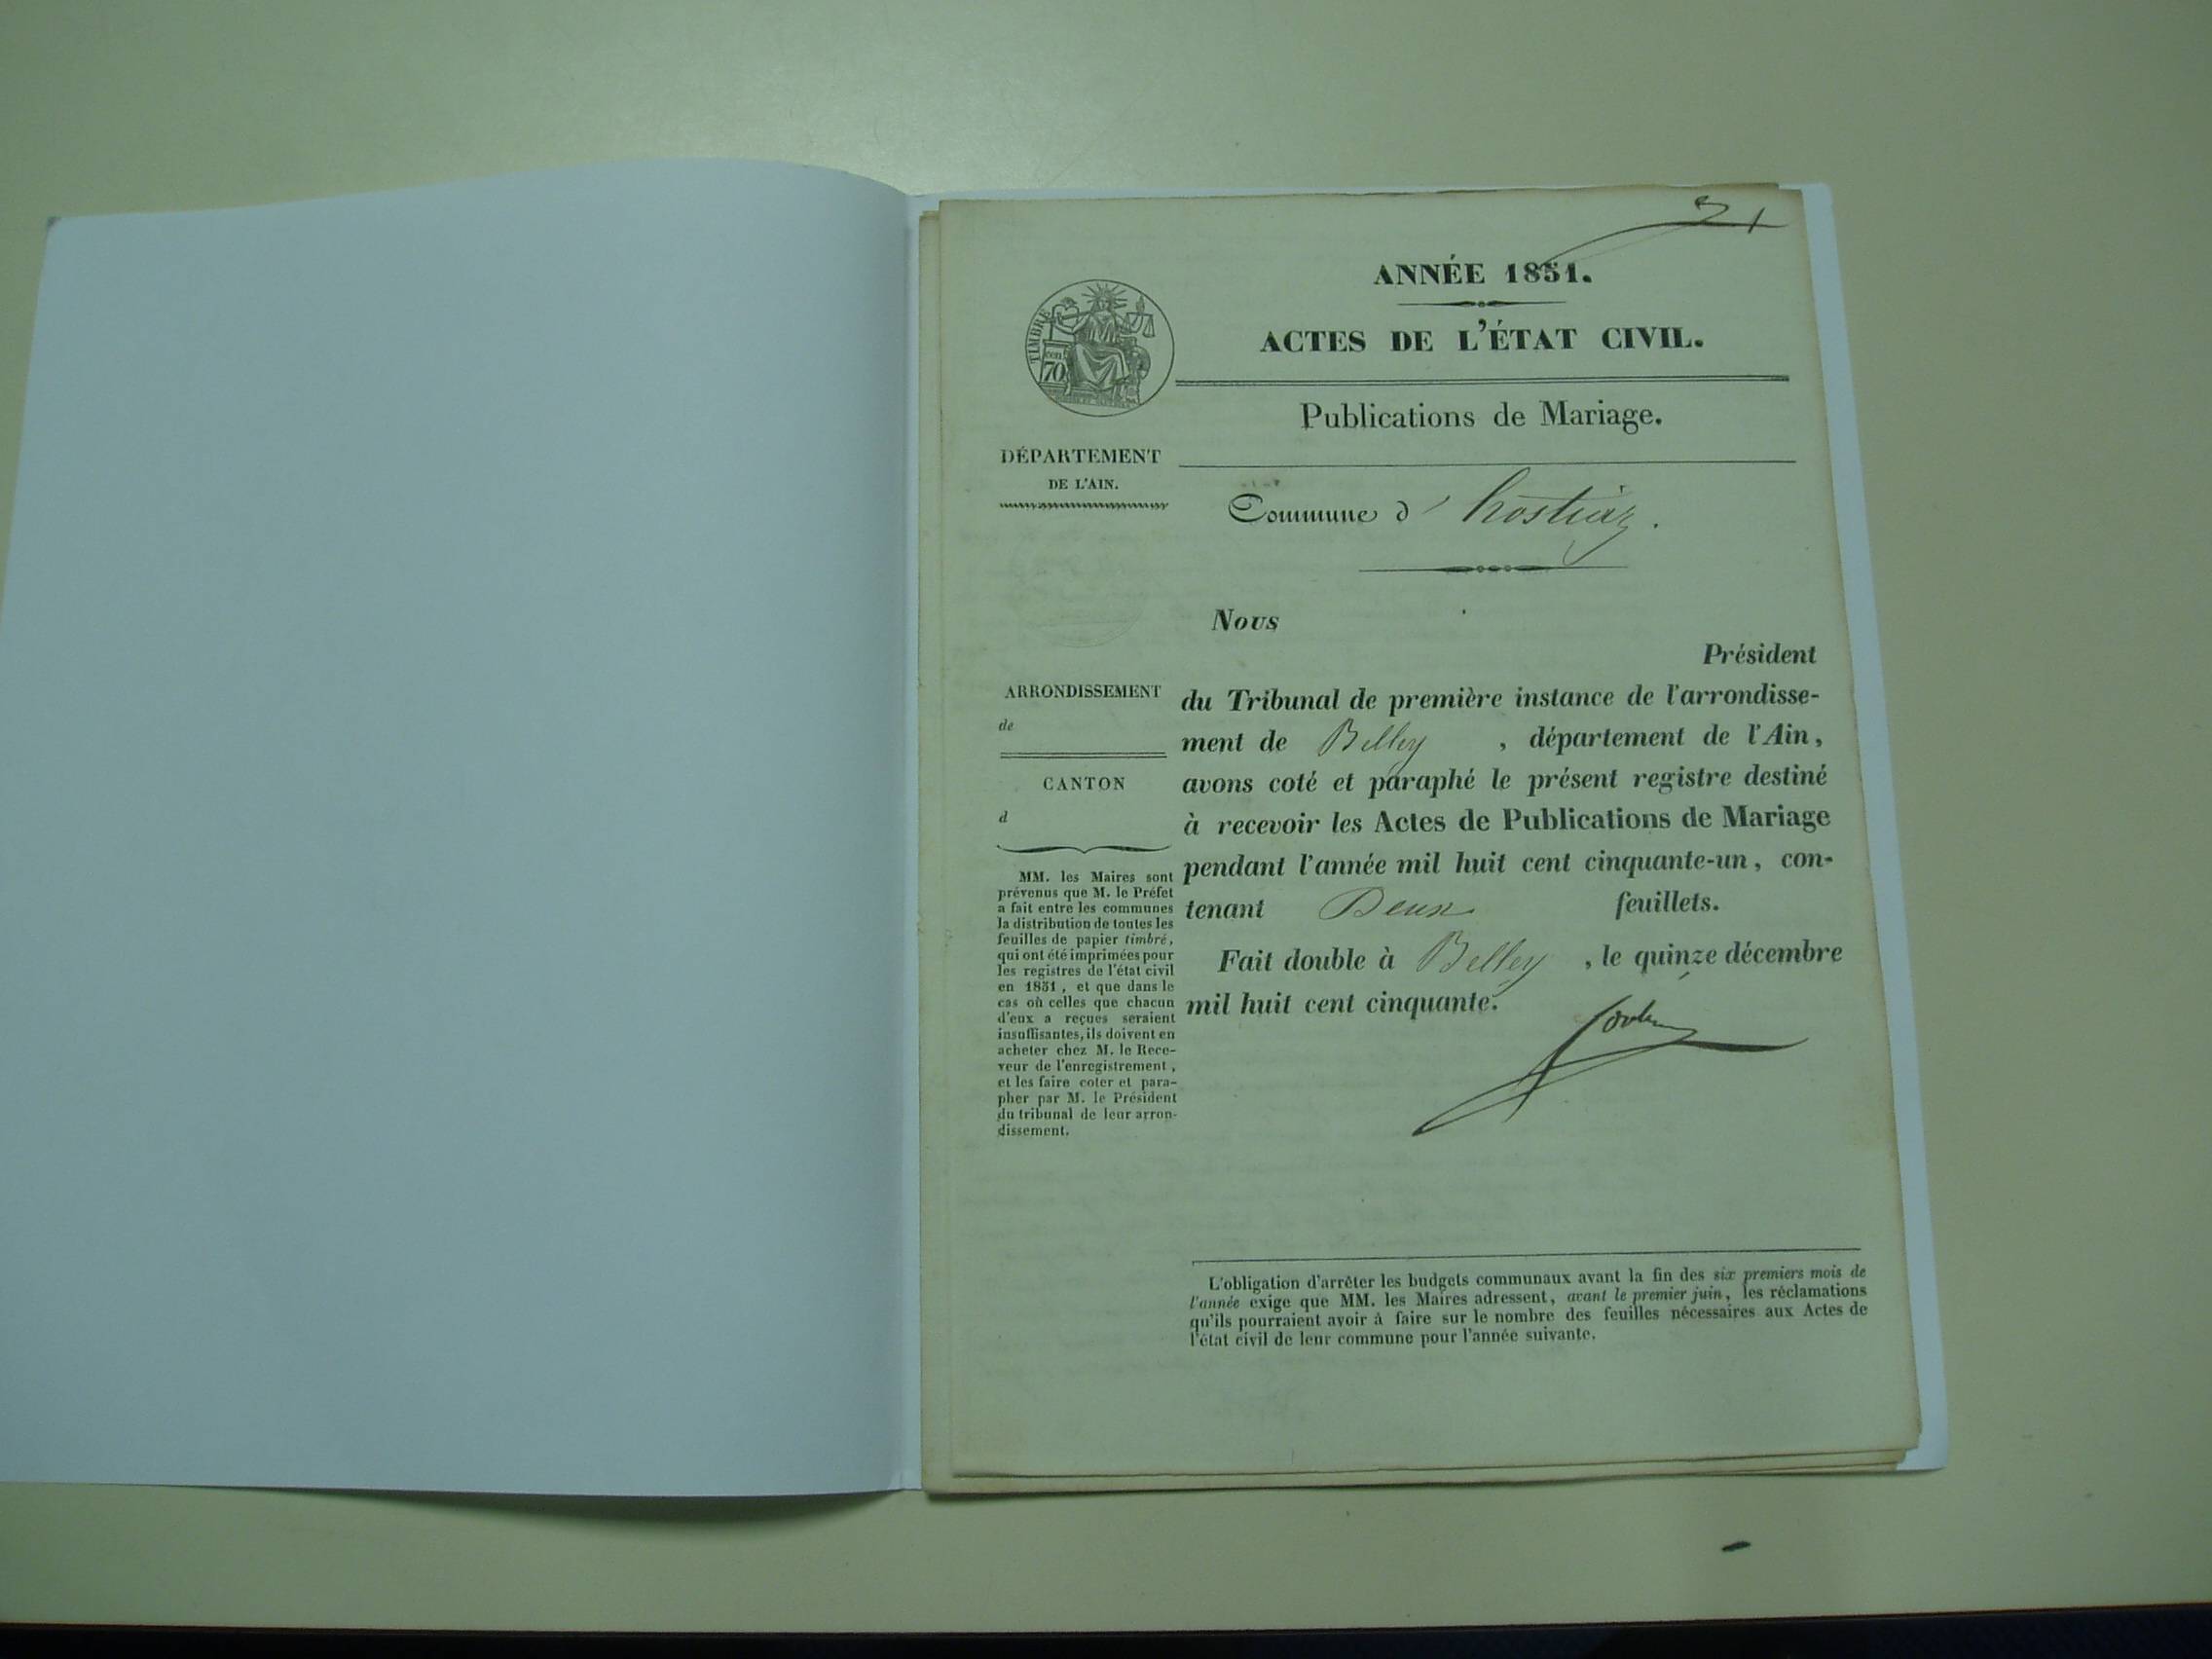 ANNÉE 1851.
ACTES DE L'ÉTAT CIVIL.
TIMBRE
70
Publications de Mariage.
DÉPARTEMENT
DE L'AIN.
Commune d'hostiaz.
Nous
Président
du Tribunal de première instance de l'arrondisse-
ment de Belley , département de l'Ain,
avons coté et paraphé le présent registre destiné
à recevoir les Actes de Publications de Mariage
pendant l'année mil huit cent cinquante-un, con-
tenant Deux feuillets.
Fait double à Belley , le quinze décembre
mil huit cent cinquante.
ARRONDISSEMENT
de
CANTON
d
MM. les Maires sont
prévenus que M. le Préfet
a fait entre les communes
la distribution de toutes les
feuilles de papier timbré,
qui ont été imprimées pour
les registres de l'état civil
en 1851, et que dans le
cas où celles que chacun
d'eux a reçues seraient
insuffisantes, ils doivent en
acheter chez M. le Rece-
veur de l'enregistrement,
et les faire coter et para-
pher par M. le Président
du tribunal de leur arron-
dissement.
L'obligation d'arrêter les budgets communaux avant la fin des six premiers mois de
l'année exige que MM. les Maires adressent, avant le premier juin, les réclamations
qu'ils pourraient avoir à faire sur le nombre des feuilles nécessaires aux Actes de
l'état civil de leur commune pour l'année suivante.